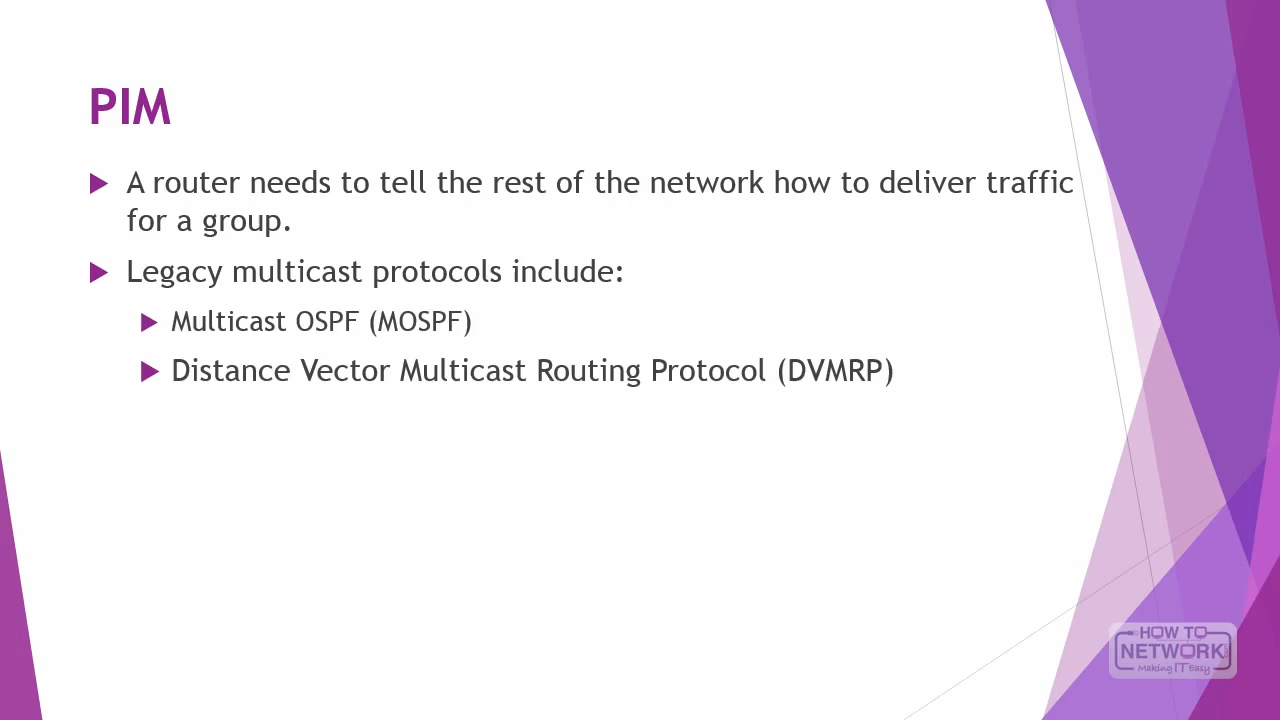 PIM
A router needs to tell the rest of the network how to deliver traffic
for a group.
Legacy multicast protocols include:
Multicast OSPF (MOSPF)
Distance Vector Multicast Routing Protocol (DVMRP)
HOW TO
NETWORK
Making IT Easy